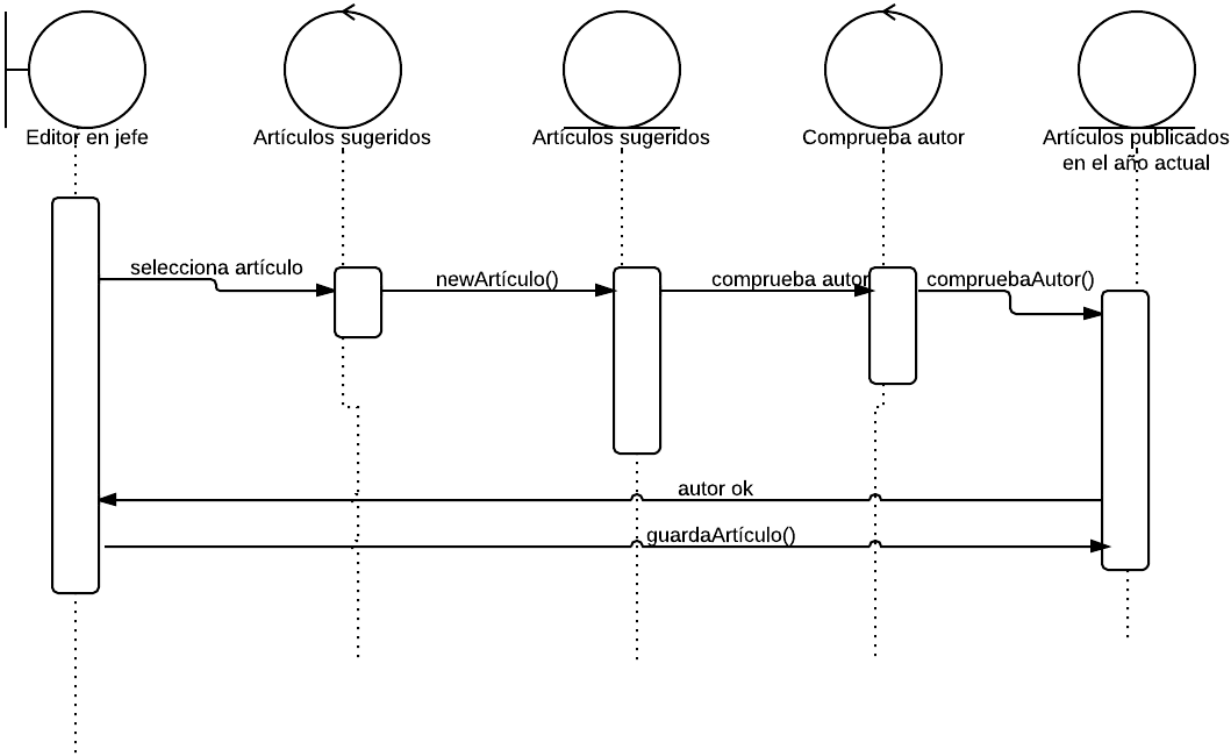 Editor en jefe
Artículos sugeridos
Artículos sugeridos
Comprueba autor
Artículos publicados
en el año actual
selecciona artículo
newArtículo()
comprueba autor
compruebaAutor()
autor ok
guardaArtículo()